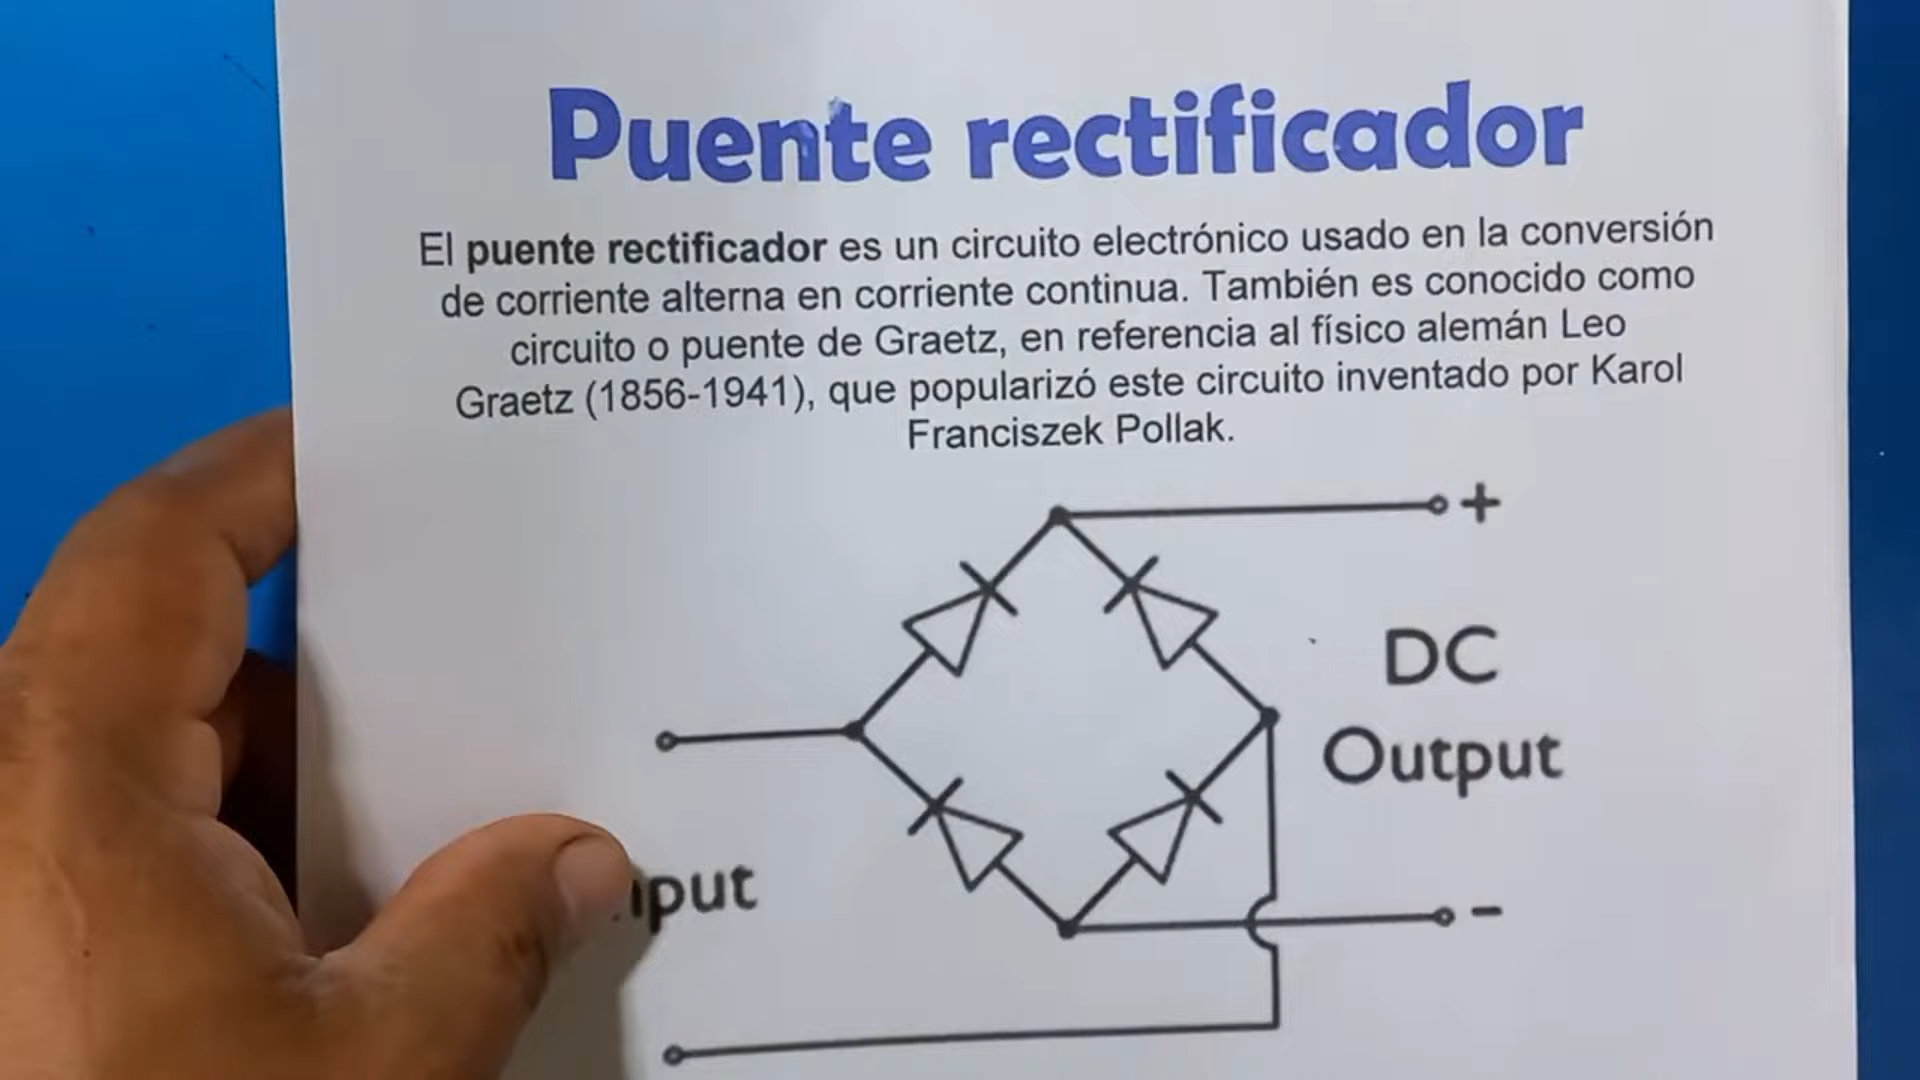 Puente rectificador
El puente rectificador es un circuito electrónico usado en la conversión
de corriente alterna en corriente continua. También es conocido como
circuito o puente de Graetz, en referencia al físico alemán Leo
Graetz (1856-1941), que popularizó este circuito inventado por Karol
Franciszek Pollak.
+
DC
Output
-